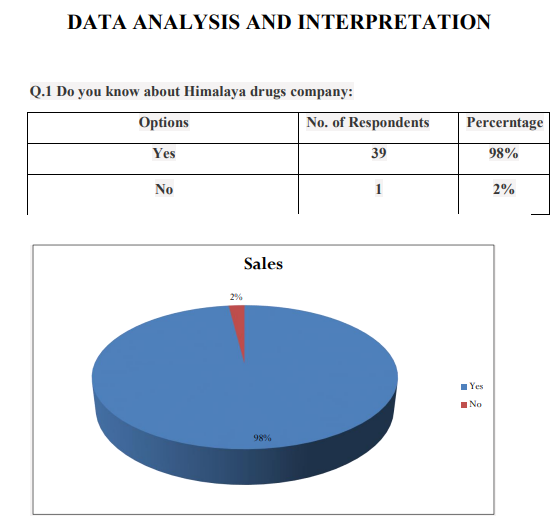 DATA ANALYSIS AND INTERPRETATION
Q.1 Do you know about Himalaya drugs company:
Options No. of Respondents Percerntage
Yes 39 98%
No 1 2%
Sales
2%
Yes
No
98%